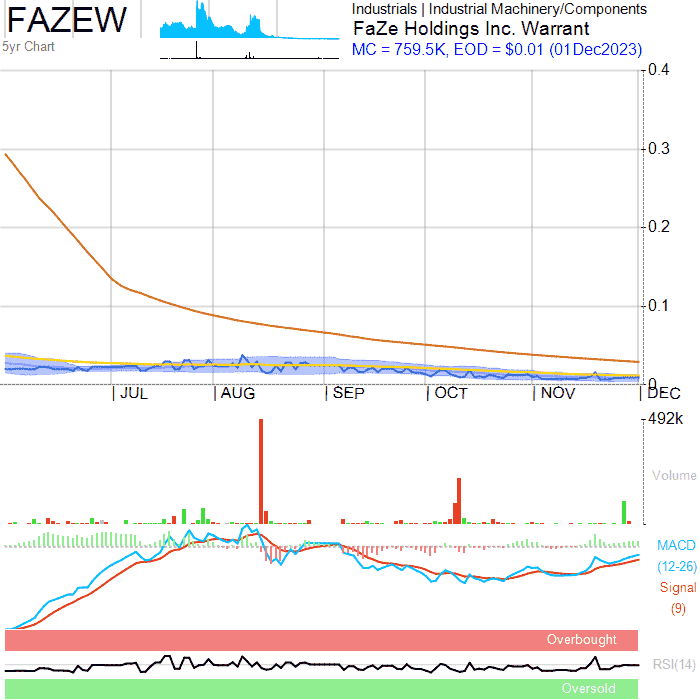 FAZEW
5yr Chart
Industrials | Industrial Machinery/Components
FaZe Holdings Inc. Warrant
MC = 759.5K, EOD = $0.01 (01Dec2023)
0.4
0.3
0.2
0.1
0
JUL
AUG
SEP
OCT
NOV
DEC
492k
Volume
MACD
(12-26)
Signal
(9)
Overbought
RSI(14)
Oversold